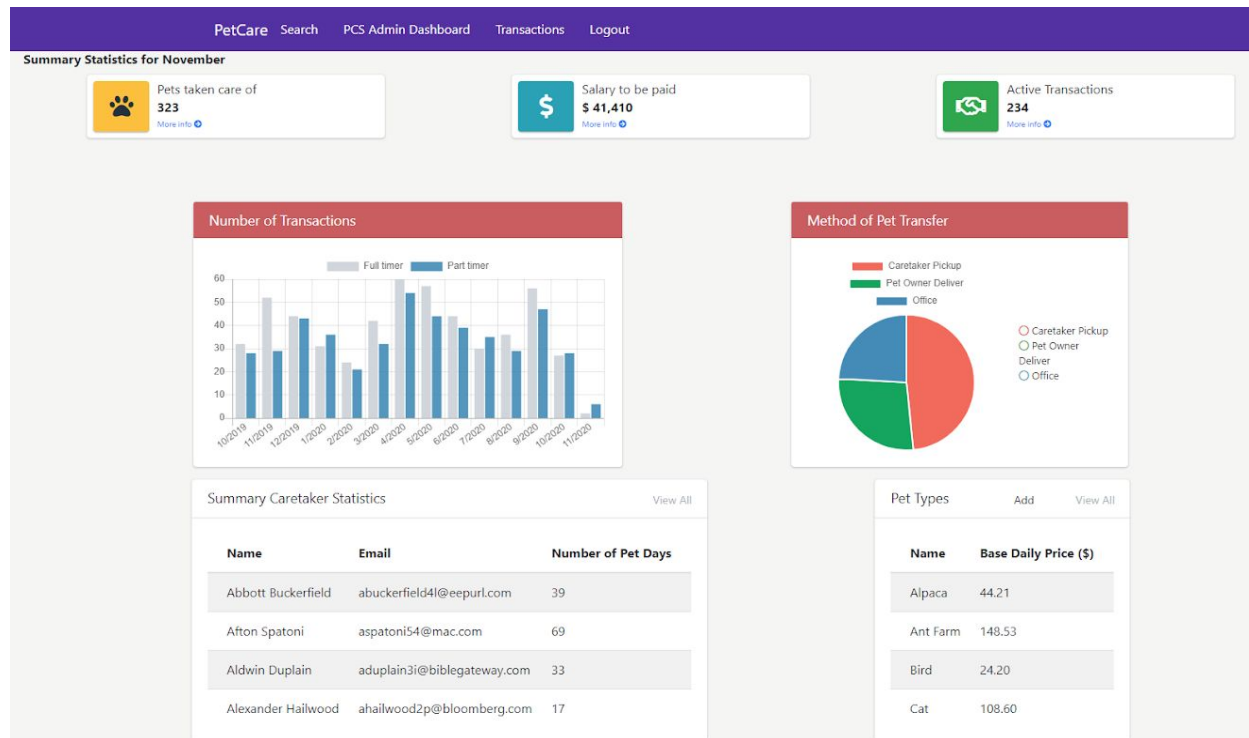 PetCare Search PCS Admin Dashboard Transactions Logout
Summary Statistics for November
Pets taken care of
323
More info
Salary to be paid
$ 41,410
More info
Active Transactions
234
More info
Number of Transactions
Full timer Part timer
60
50
40
30
20
10
0
10/2019 11/2019 12/2019 1/2020 2/2020 3/2020 4/2020 5/2020 6/2020 7/2020 8/2020 9/2020 10/2020 11/2020
Method of Pet Transfer
Caretaker Pickup
Pet Owner Deliver
Office
Caretaker Pickup
Pet Owner
Deliver
Office
Summary Caretaker Statistics View All
Name Email Number of Pet Days
Abbott Buckerfield abuckerfield4l@eepurl.com 39
Afton Spatoni aspatoni54@mac.com 69
Aldwin Duplain aduplain3i@biblegateway.com 33
Alexander Hailwood ahailwood2p@bloomberg.com 17
Pet Types Add View All
Name Base Daily Price ($)
Alpaca 44.21
Ant Farm 148.53
Bird 24.20
Cat 108.60